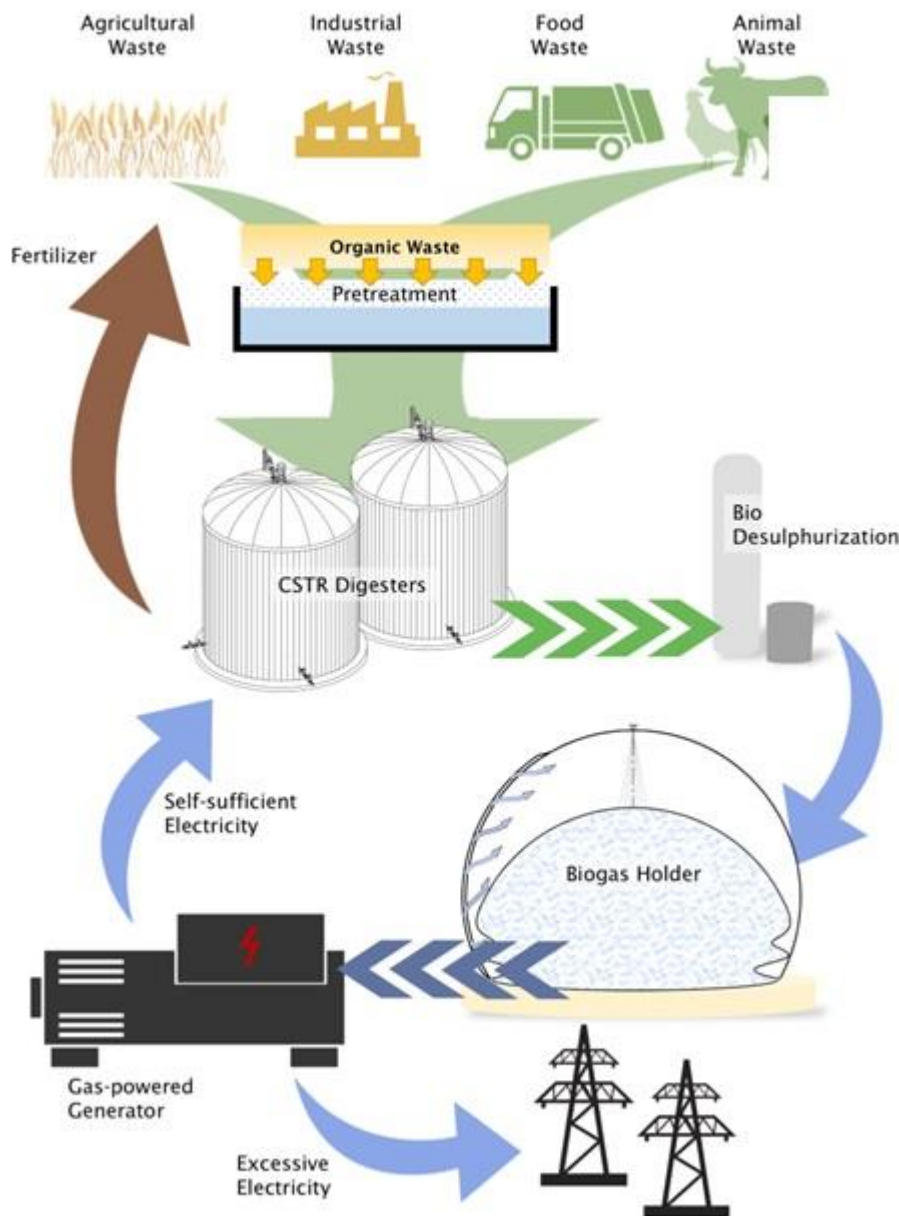 Agricultural
Waste
Industrial
Waste
Food
Waste
Animal
Waste
Fertilizer
Organic Waste
Pretreatment
CSTR Digesters
Bio
Desulphurization
Self-sufficient
Electricity
Biogas Holder
Gas-powered
Generator
Excessive
Electricity